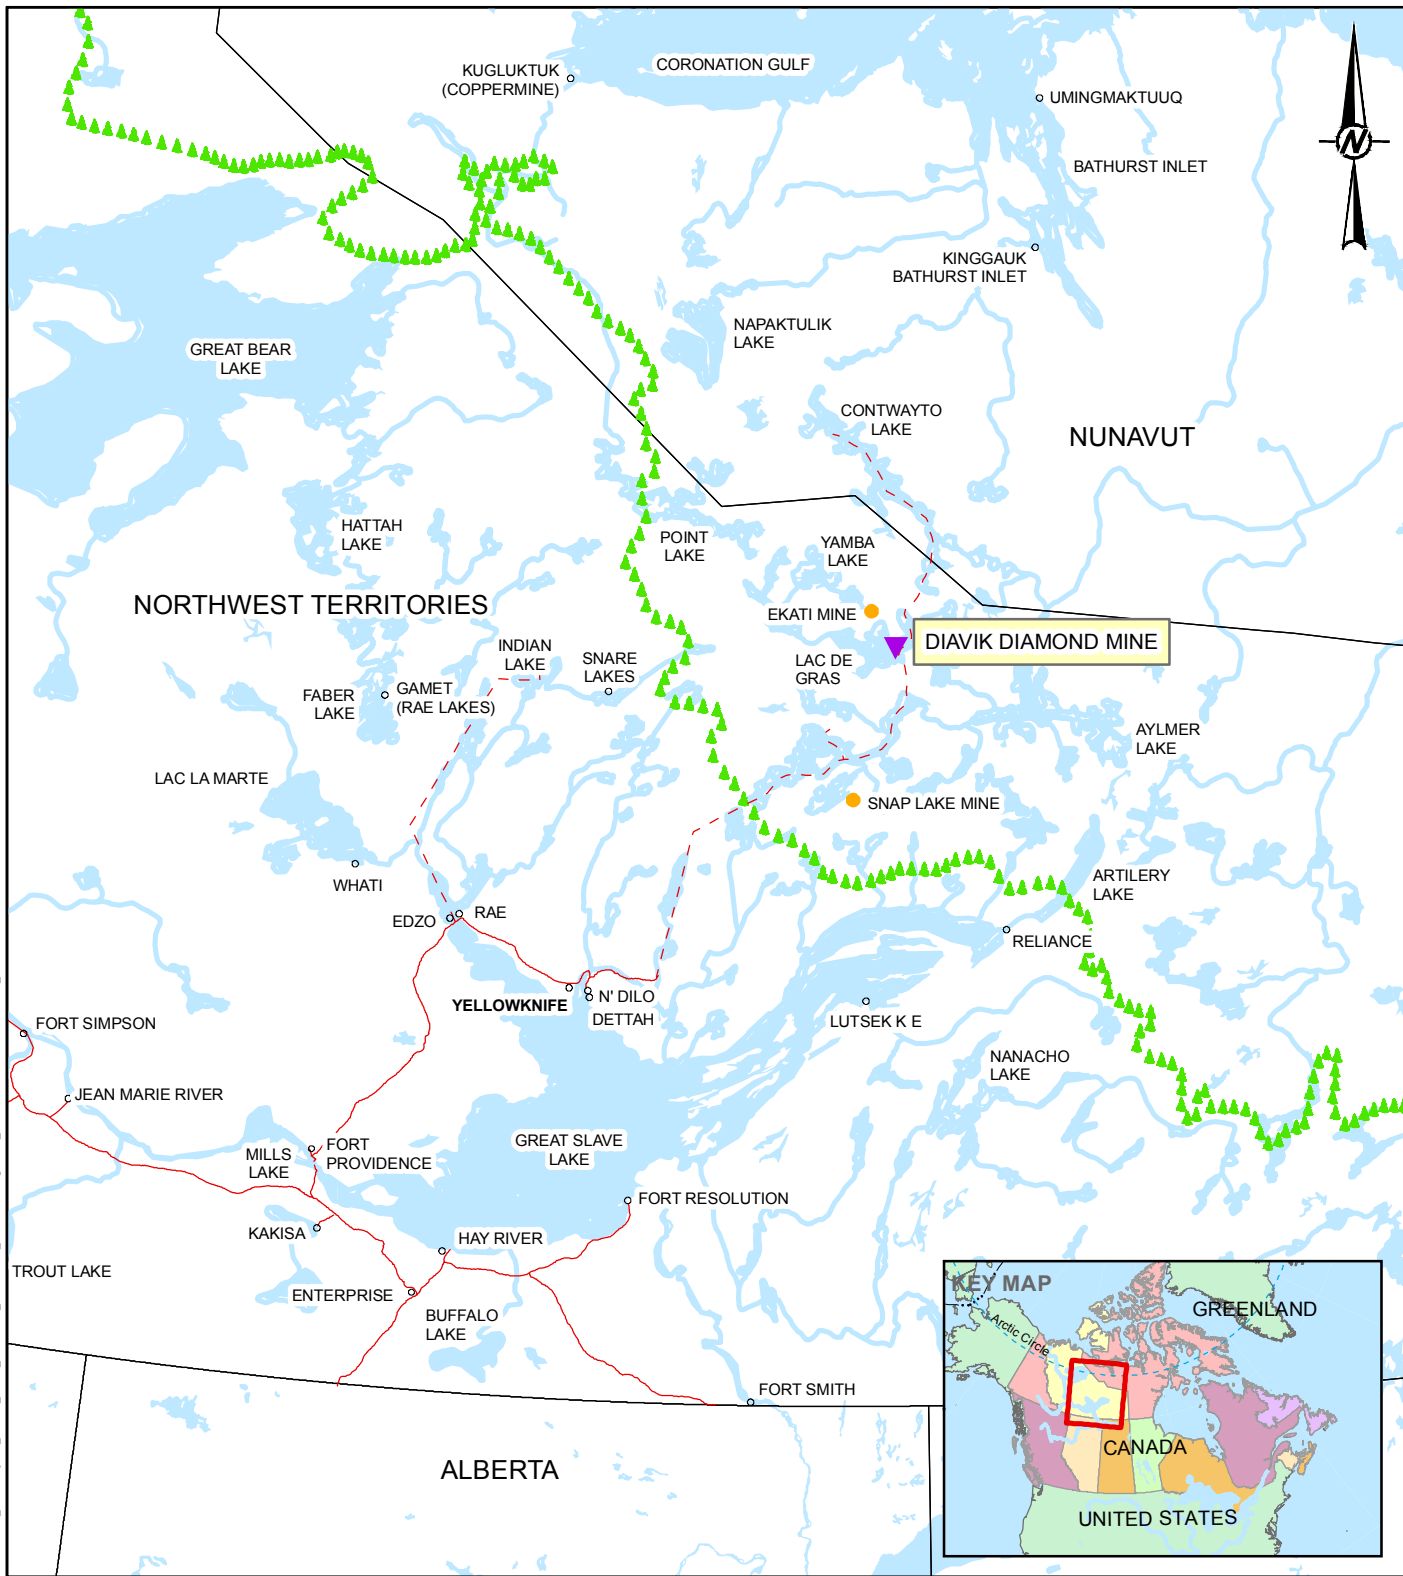 CORONATION GULF
KUGLUKTUK
(COPPERMINE)
UMINGMAKTUUQ
N
BATHURST INLET
KINGGAUK
BATHURST INLET
NAPAKTULIK
LAKE
GREAT BEAR
LAKE
CONTWAYTO
LAKE
NUNAVUT
HATTAH
LAKE
POINT
LAKE
YAMBA
LAKE
NORTHWEST TERRITORIES
EKATI MINE
DIAVIK DIAMOND MINE
INDIAN
LAKE
SNARE
LAKES
LAC DE
GRAS
FABER
LAKE
GAMET
(RAE LAKES)
AYLMER
LAKE
LAC LA MARTE
SNAP LAKE MINE
WHATI
ARTILERY
LAKE
EDZO
RAE
RELIANCE
YELLOWKNIFE
N' DILO
DETTAH
LUTSEK K E
FORT SIMPSON
NANACHO
LAKE
JEAN MARIE RIVER
GREAT SLAVE
LAKE
MILLS
LAKE
FORT
PROVIDENCE
FORT RESOLUTION
KAKISA
HAY RIVER
TROUT LAKE
ENTERPRISE
BUFFALO
LAKE
FORT SMITH
ALBERTA
KEY MAP
GREENLAND
Arctic Circle
CANADA
UNITED STATES